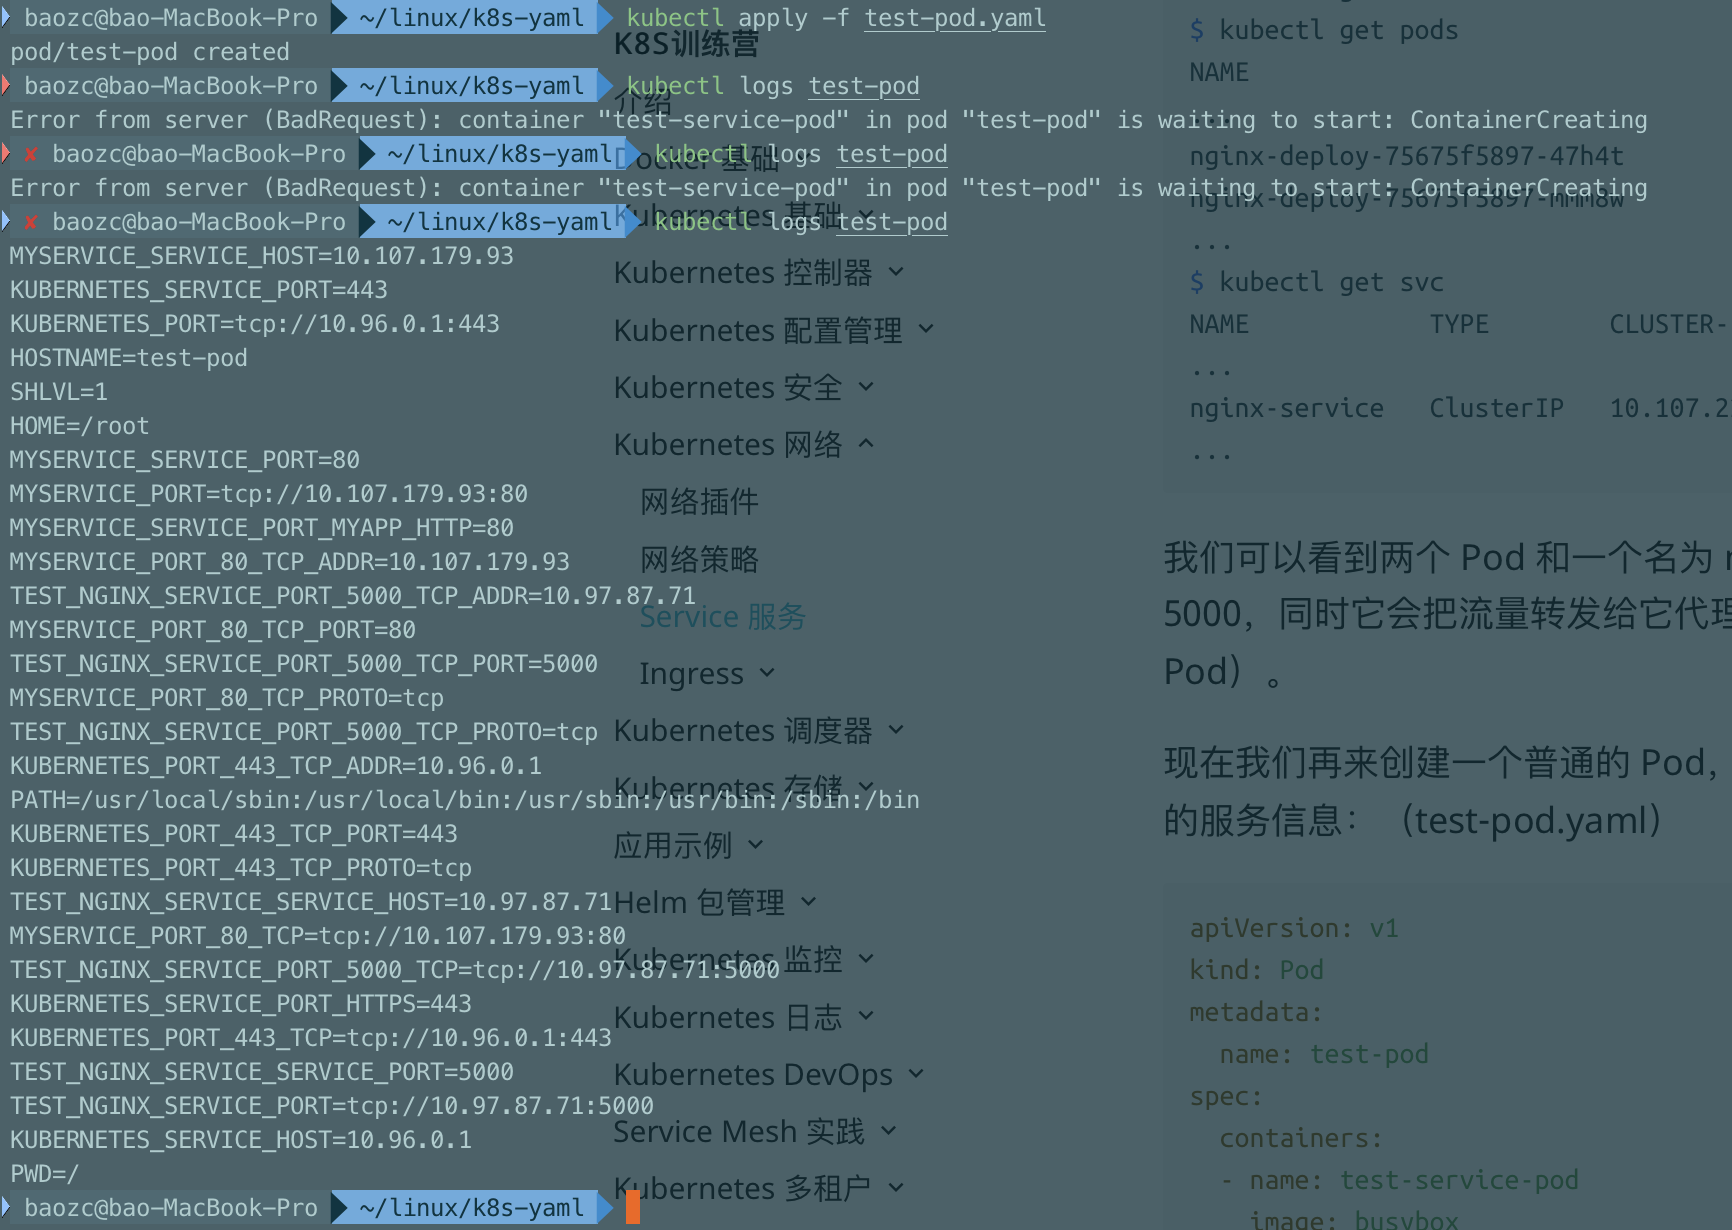 baozc@bao-MacBook-Pro ~/linux/k8s-yaml kubectl apply -f test-pod.yaml
pod/test-pod created
baozc@bao-MacBook-Pro ~/linux/k8s-yaml kubectl logs test-pod
Error from server (BadRequest): container "test-service-pod" in pod "test-pod" is waiting to start: ContainerCreating
✘ baozc@bao-MacBook-Pro ~/linux/k8s-yaml kubectl logs test-pod
Error from server (BadRequest): container "test-service-pod" in pod "test-pod" is waiting to start: ContainerCreating
✘ baozc@bao-MacBook-Pro ~/linux/k8s-yaml kubectl logs test-pod
MYSERVICE_SERVICE_HOST=10.107.179.93
KUBERNETES_SERVICE_PORT=443
KUBERNETES_PORT=tcp://10.96.0.1:443
HOSTNAME=test-pod
SHLVL=1
HOME=/root
MYSERVICE_SERVICE_PORT=80
MYSERVICE_PORT=tcp://10.107.179.93:80
MYSERVICE_SERVICE_PORT_MYAPP_HTTP=80
MYSERVICE_PORT_80_TCP_ADDR=10.107.179.93
TEST_NGINX_SERVICE_PORT_5000_TCP_ADDR=10.97.87.71
MYSERVICE_PORT_80_TCP_PORT=80
TEST_NGINX_SERVICE_PORT_5000_TCP_PORT=5000
MYSERVICE_PORT_80_TCP_PROTO=tcp
TEST_NGINX_SERVICE_PORT_5000_TCP_PROTO=tcp
KUBERNETES_PORT_443_TCP_ADDR=10.96.0.1
PATH=/usr/local/sbin:/usr/local/bin:/usr/sbin:/usr/bin:/sbin:/bin
KUBERNETES_PORT_443_TCP_PORT=443
KUBERNETES_PORT_443_TCP_PROTO=tcp
TEST_NGINX_SERVICE_SERVICE_HOST=10.97.87.71
MYSERVICE_PORT_80_TCP=tcp://10.107.179.93:80
TEST_NGINX_SERVICE_PORT_5000_TCP=tcp://10.97.87.71:5000
KUBERNETES_SERVICE_PORT_HTTPS=443
KUBERNETES_PORT_443_TCP=tcp://10.96.0.1:443
TEST_NGINX_SERVICE_SERVICE_PORT=5000
TEST_NGINX_SERVICE_PORT=tcp://10.97.87.71:5000
KUBERNETES_SERVICE_HOST=10.96.0.1
PWD=/
baozc@bao-MacBook-Pro ~/linux/k8s-yaml
K8S训练营
介绍
Docker 基础
Kubernetes 基础
Kubernetes 控制器
Kubernetes 配置管理
Kubernetes 安全
Kubernetes 网络
网络插件
网络策略
Service 服务
Ingress
Kubernetes 调度器
Kubernetes 存储
应用示例
Helm 包管理
Kubernetes 监控
Kubernetes 日志
Kubernetes DevOps
Service Mesh 实践
Kubernetes 多租户
$ kubectl get pods
NAME
...
nginx-deploy-75675f5897-47h4t
nginx-deploy-75675f5897-mmm8w
...
$ kubectl get svc
NAME TYPE CLUSTER-
...
nginx-service ClusterIP 10.107.2
...
我们可以看到两个 Pod 和一个名为
5000，同时它会把流量转发给它代理
Pod）。
现在我们再来创建一个普通的 Pod，
的服务信息：（test-pod.yaml）
apiVersion: v1
kind: Pod
metadata:
name: test-pod
spec:
containers:
- name: test-service-pod
image: busybox